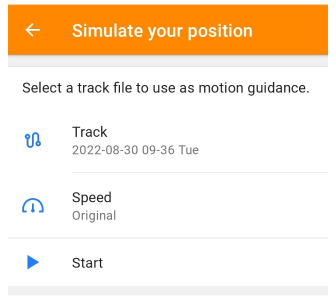 Simulate your position
Select a track file to use as motion guidance.
Track
2022-08-30 09-36 Tue
Speed
Original
Start